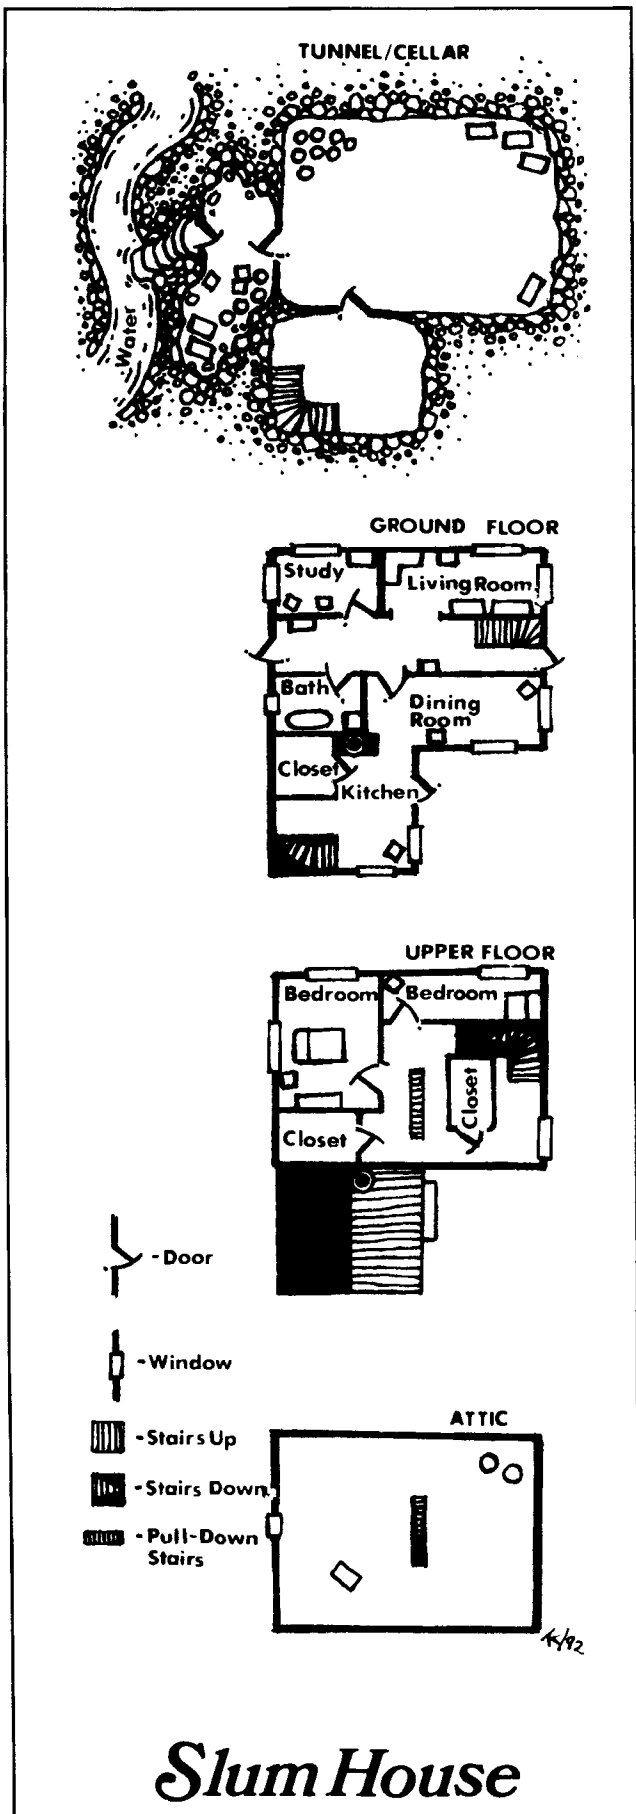 TUNNEL/CELLAR
Water
GROUND FLOOR
Study
Living Room
Bath
Dining
Room
Closet
Kitchen
UPPER FLOOR
Bedroom
Bedroom
Closet
Closet
-Door
-Window
-Stairs Up
-Stairs Down
-Pull-Down
Stairs
ATTIC
Slum House